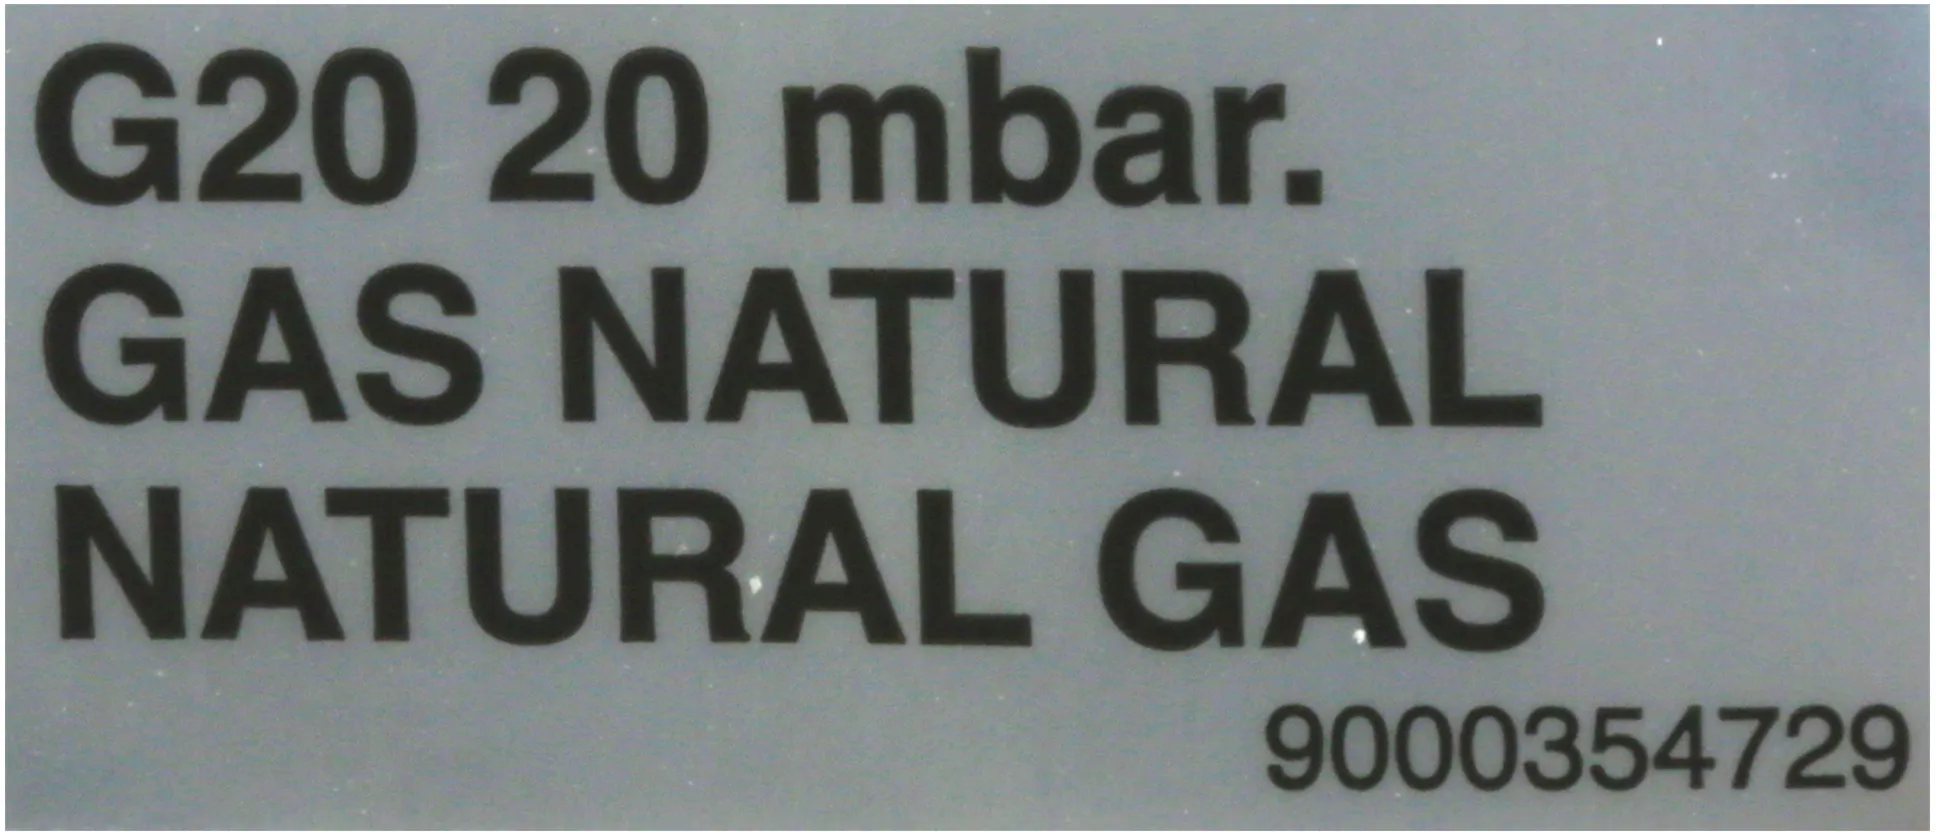 G20 20 mbar.
GAS NATURAL
NATURAL GAS
9000354729